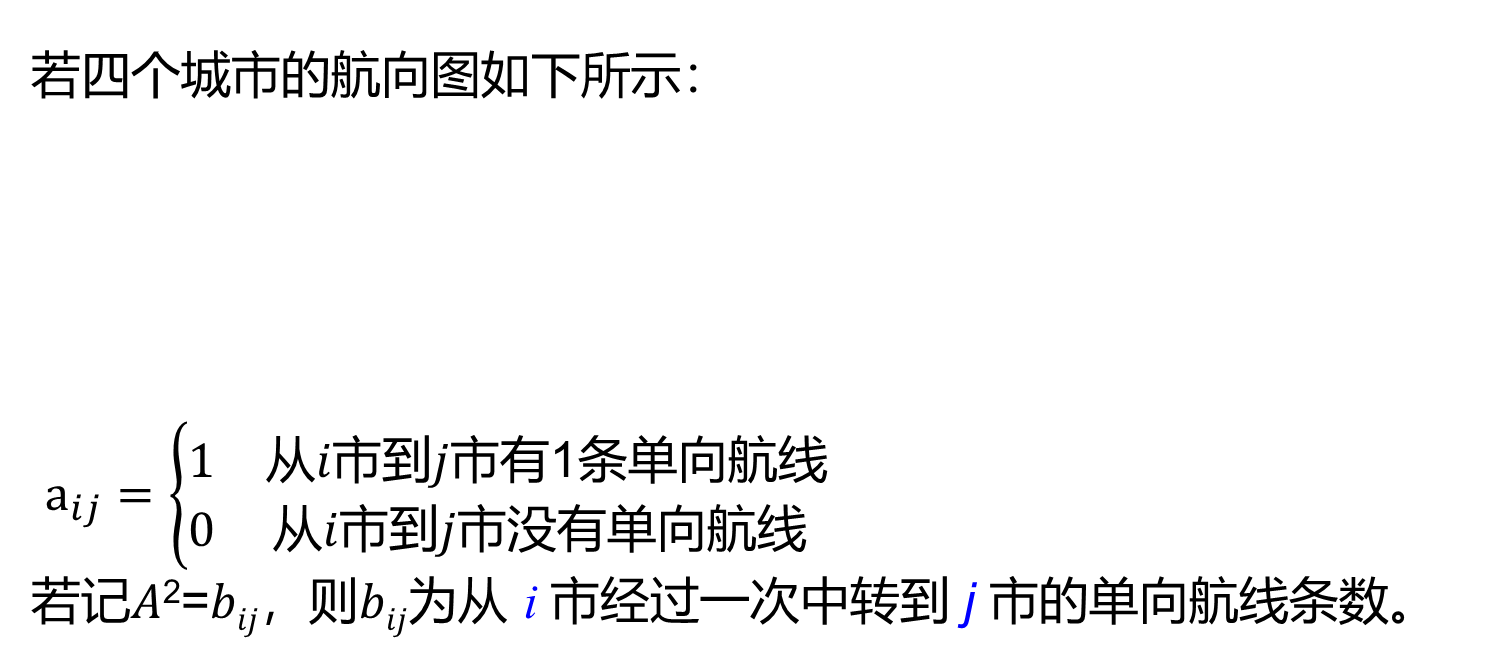 若四个城市的航向图如下所示：
a_{ij} = { 1 从i市到j市有1条单向航线
0 从i市到j市没有单向航线
若记A²=b_{ij}，则b_{ij}为从 i 市经过一次中转到 j 市的单向航线条数。